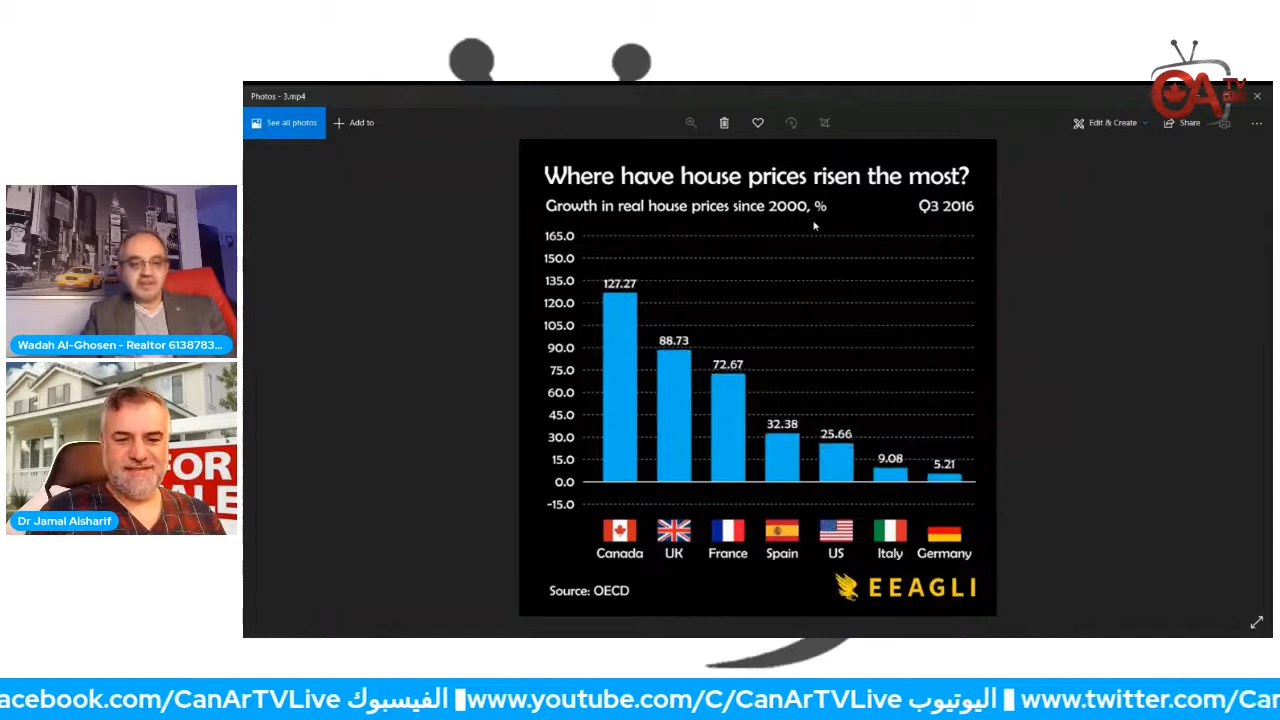 Photos - 3.mp4
See all photos
Add to
Edit & Create
Share
Where have house prices risen the most?
Growth in real house prices since 2000, %
Q3 2016
165.0
150.0
135.0
120.0
105.0
90.0
75.0
60.0
45.0
30.0
15.0
0.0
-15.0
127.27
88.73
72.67
32.38
25.66
9.08
5.21
Canada
UK
France
Spain
US
Italy
Germany
Source: OECD
EEAGLI
Wadah Al-Ghosen - Realtor 6138783...
FOR
SALE
Dr Jamal Alsharif
acebook.com/CanArTVLive الفيسبوك www.youtube.com/C/CanArTVLive اليوتيوب www.twitter.com/Can